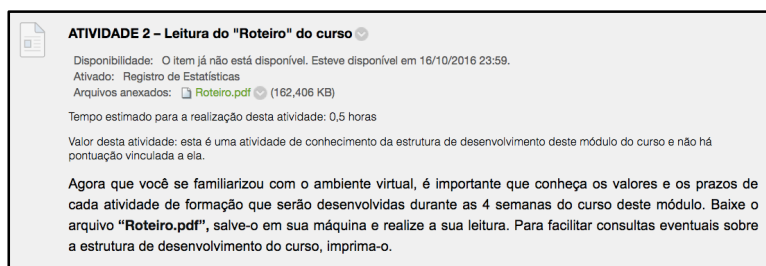 ATIVIDADE 2 – Leitura do "Roteiro" do curso
Disponibilidade: O item já não está disponível. Esteve disponível em 16/10/2016 23:59.
Ativado: Registro de Estatísticas
Arquivos anexados: Roteiro.pdf (162,406 KB)
Tempo estimado para a realização desta atividade: 0,5 horas
Valor desta atividade: esta é uma atividade de conhecimento da estrutura de desenvolvimento deste módulo do curso e não há
pontuação vinculada a ela.
Agora que você se familiarizou com o ambiente virtual, é importante que conheça os valores e os prazos de
cada atividade de formação que serão desenvolvidas durante as 4 semanas do curso deste módulo. Baixe o
arquivo “Roteiro.pdf”, salve-o em sua máquina e realize a sua leitura. Para facilitar consultas eventuais sobre
a estrutura de desenvolvimento do curso, imprima-o.